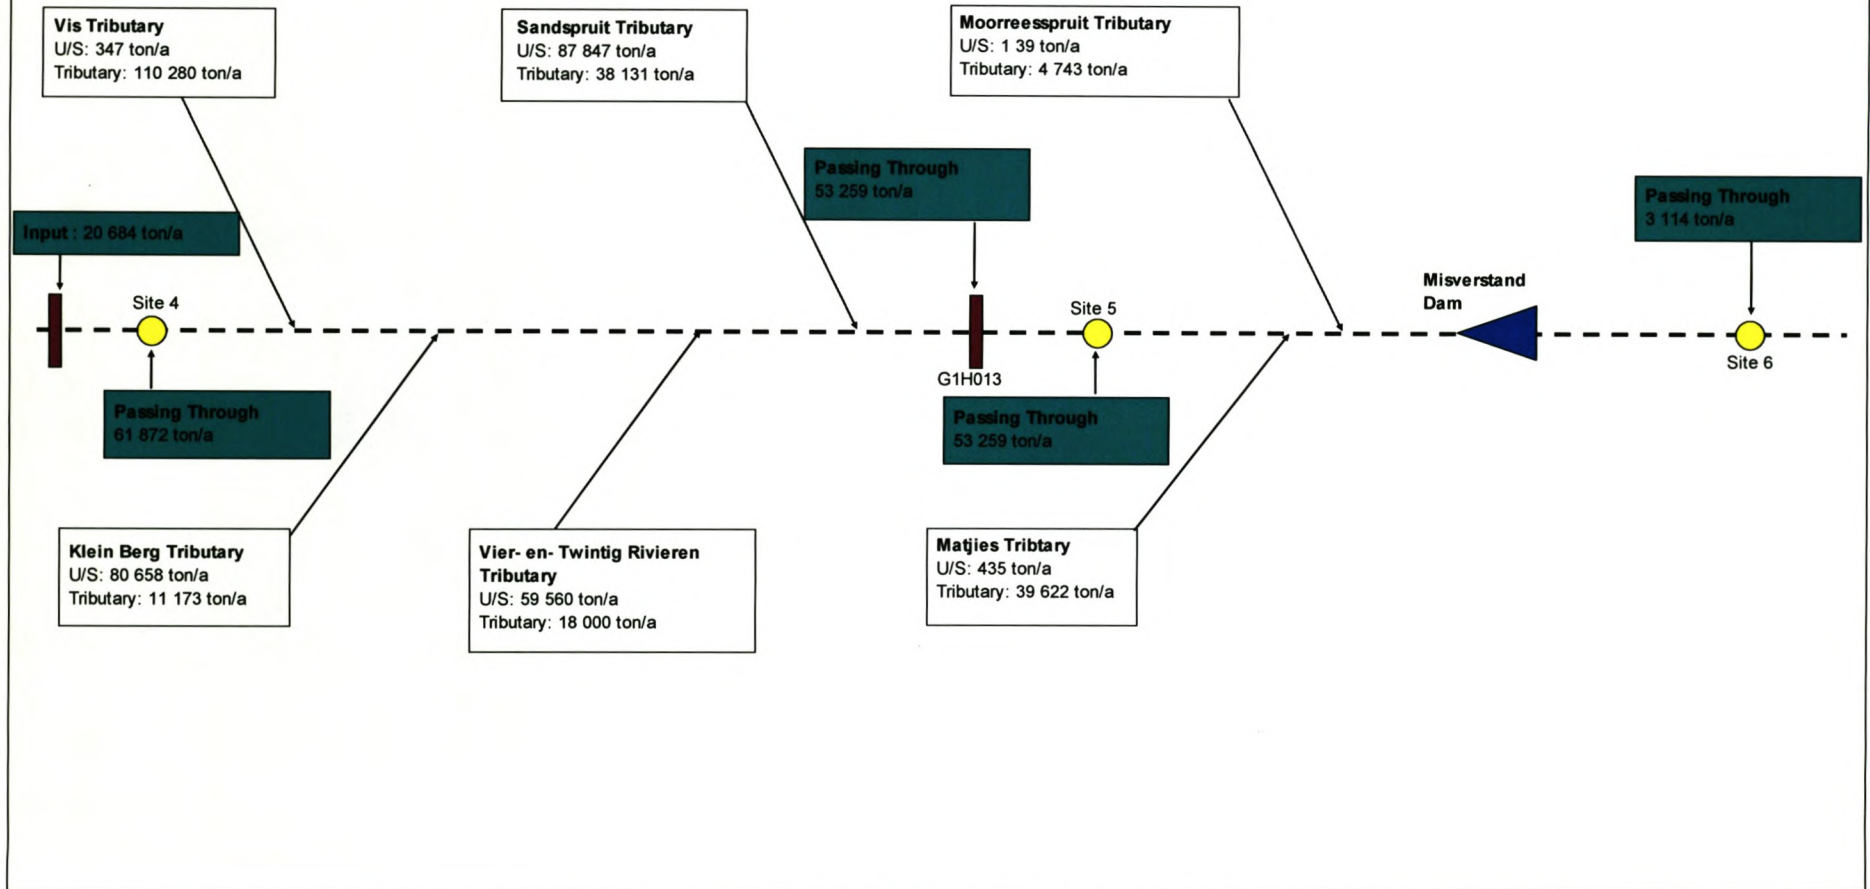 Vis Tributary
U/S: 347 ton/a
Tributary: 110 280 ton/a
Sandspruit Tributary
U/S: 87 847 ton/a
Tributary: 38 131 ton/a
Moorreesspruit Tributary
U/S: 1 39 ton/a
Tributary: 4 743 ton/a
Passing Through
53 259 ton/a
Passing Through
3 114 ton/a
Input : 20 684 ton/a
Misverstand
Dam
Site 4
Site 5
Site 6
G1H013
Passing Through
61 872 ton/a
Passing Through
53 259 ton/a
Klein Berg Tributary
U/S: 80 658 ton/a
Tributary: 11 173 ton/a
Vier- en- Twintig Rivieren
Tributary
U/S: 59 560 ton/a
Tributary: 18 000 ton/a
Matjies Tribtary
U/S: 435 ton/a
Tributary: 39 622 ton/a